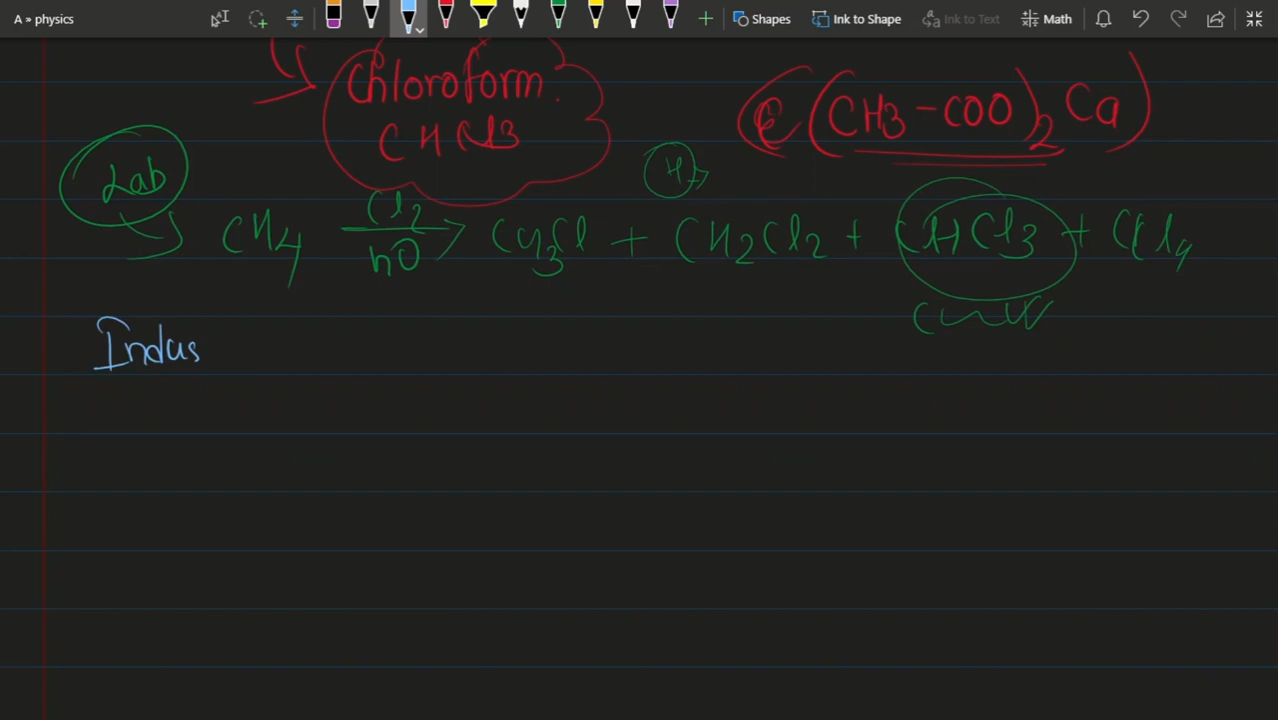 A » physics Shapes Ink to Shape Ink to Text Math
Chloroform
CHCl3
(CH3-COO)2Ca
Lab
H
CH4 Cl2 CH3Cl + CH2Cl2 + CHCl3 + CCl4
Indus